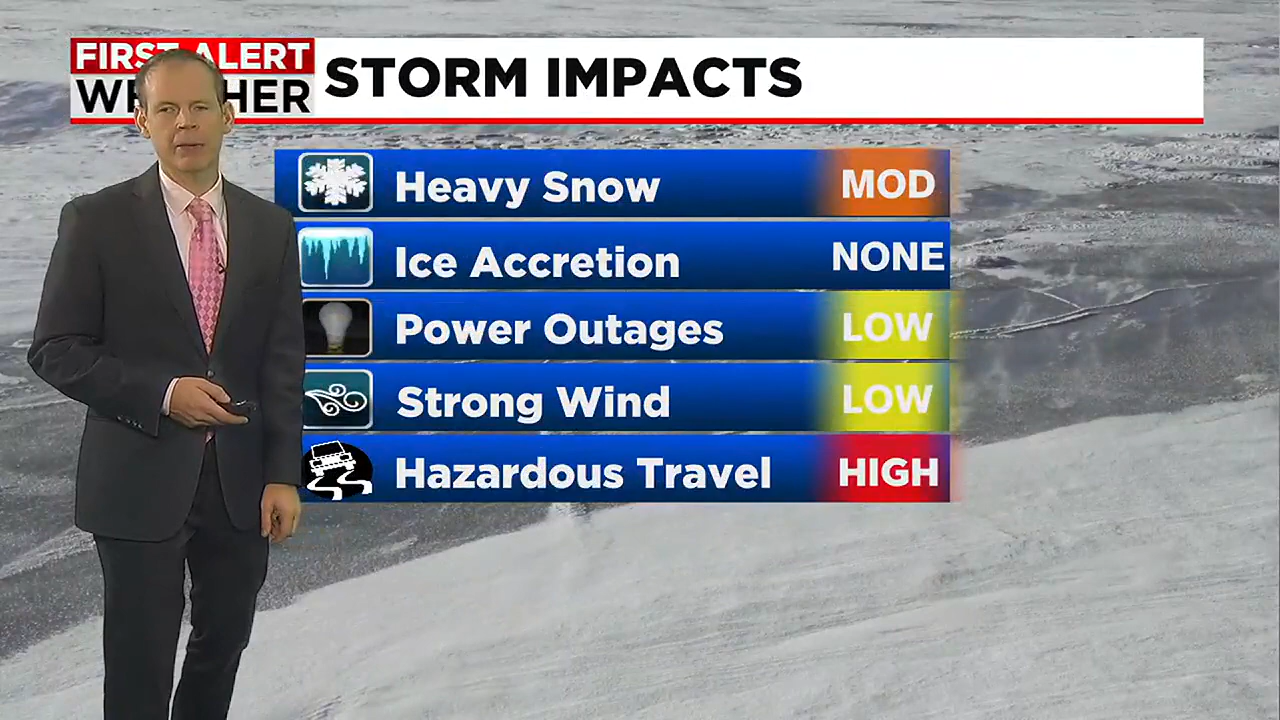 FIRST ALERT
WEATHER
STORM IMPACTS
Heavy Snow MOD
Ice Accretion NONE
Power Outages LOW
Strong Wind LOW
Hazardous Travel HIGH